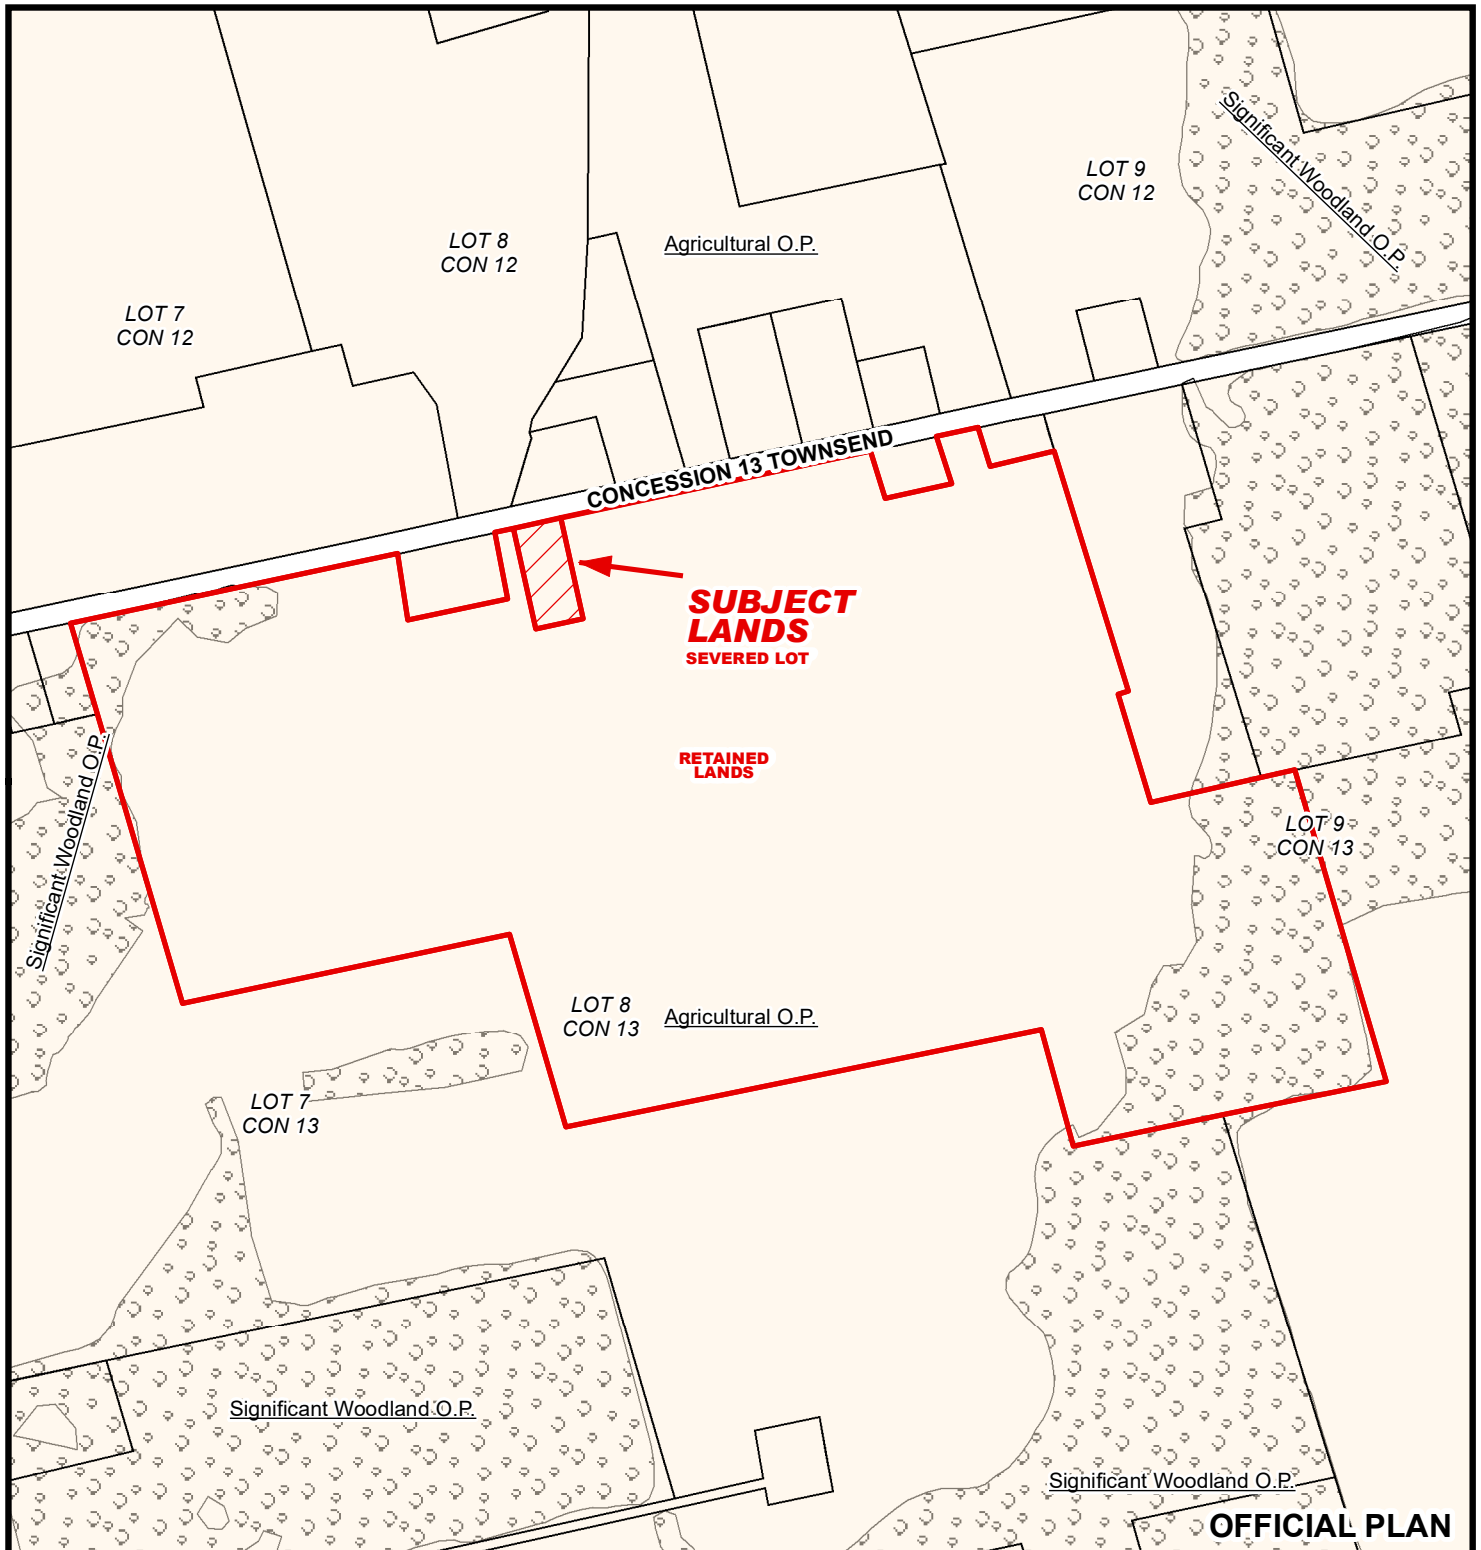 Significant Woodland O.P.
LOT 9
CON 12
LOT 8
CON 12
Agricultural O.P.
LOT 7
CON 12
CONCESSION 13 TOWNSEND
SUBJECT
LANDS
SEVERED LOT
RETAINED
LANDS
Significant Woodland O.P.
LOT 9
CON 13
LOT 8
CON 13
Agricultural O.P.
LOT 7
CON 13
Significant Woodland O.P.
Significant Woodland O.P.
OFFICIAL PLAN